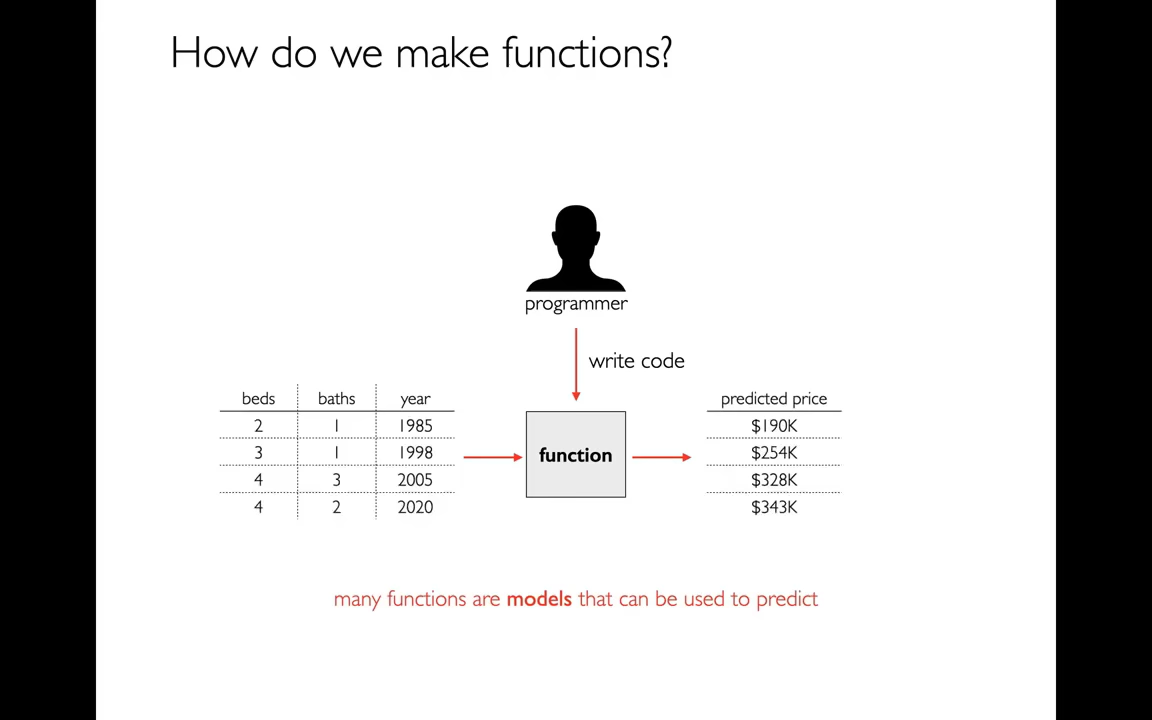 How do we make functions?
programmer
write code
beds baths year
2 1 1985
3 1 1998
4 3 2005
4 2 2020
function
predicted price
$190K
$254K
$328K
$343K
many functions are models that can be used to predict